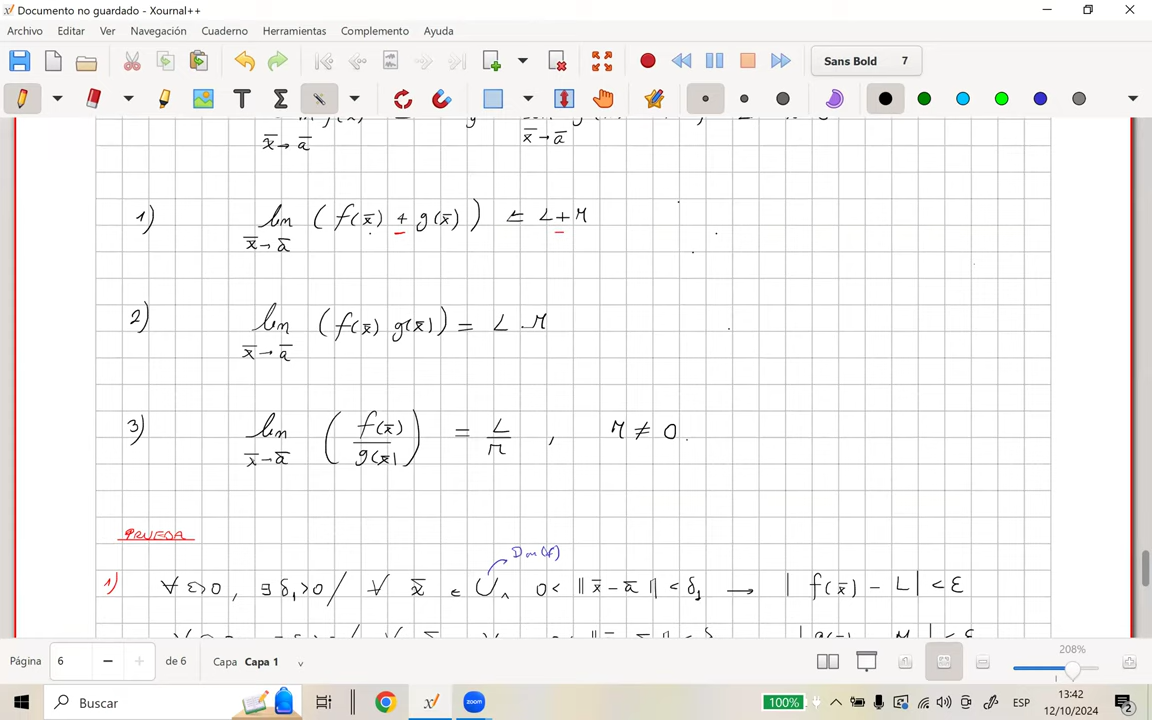 Documento no guardado - Xournal++
Archivo Editar Ver Navegación Cuaderno Herramientas Complemento Ayuda
Sans Bold 7
x̄→ā x̄→ā
1) lim (f(x̄) + g(x̄)) = L+M
x̄→ā
2) lim (f(x̄) g(x̄)) = L M
x̄→ā
3) lim (f(x̄)/g(x̄)) = L/M , M ≠ 0.
x̄→ā
PRUEBA
Dom(f)
1) ∀ ε>0, ∃ δ₁>0 / ∀ x̄ ∈ U ∧ 0< ||x̄-ā|| < δ₁ → | f(x̄) - L | < ε
208%
Página 6 de 6 Capa Capa 1
Buscar
100% ESP 13:42
12/10/2024
2